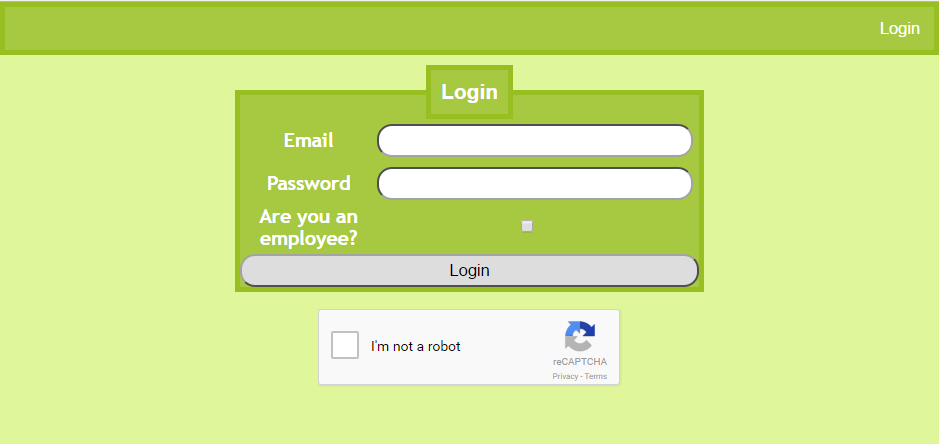 Login
Login
Email
Password
Are you an
employee?
Login
I'm not a robot
reCAPTCHA
Privacy - Terms